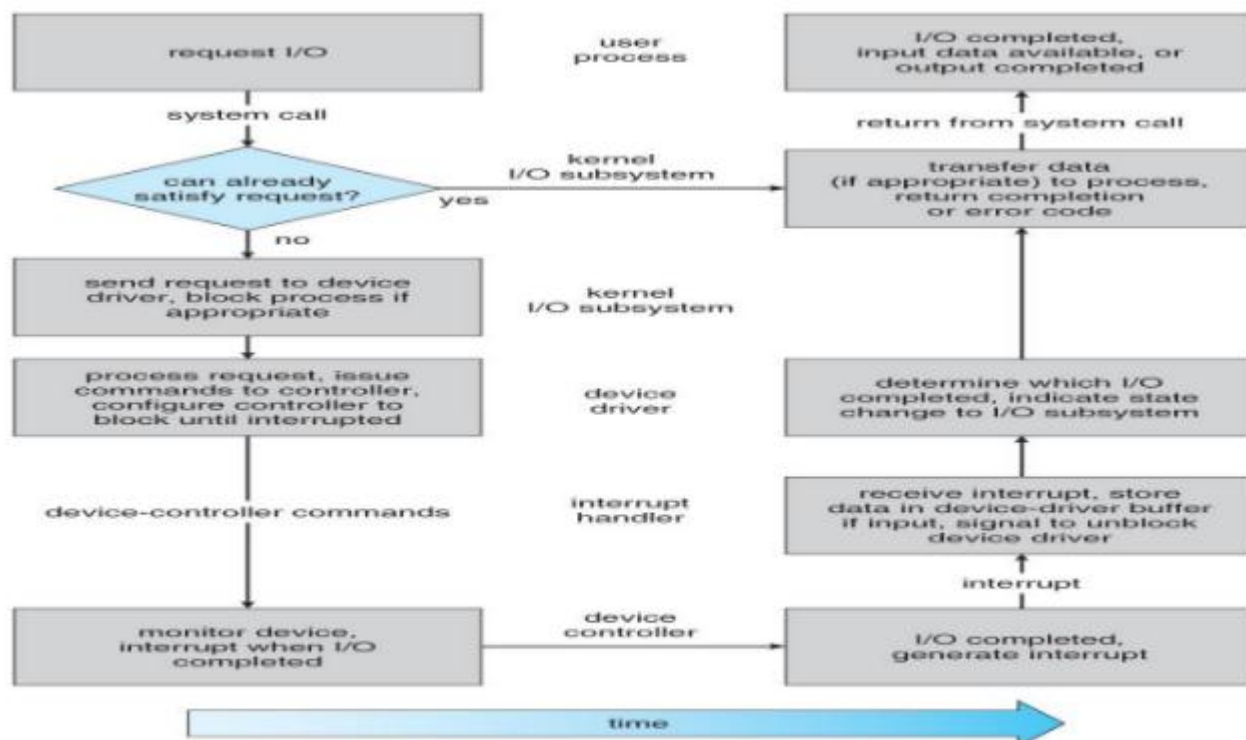 request I/O
user
process
I/O completed,
input data available, or
output completed
system call
return from system call
can already
satisfy request?
kernel
I/O subsystem
yes
transfer data
(if appropriate) to process,
return completion
or error code
no
send request to device
driver, block process if
appropriate
kernel
I/O subsystem
process request, issue
commands to controller,
configure controller to
block until interrupted
device
driver
determine which I/O
completed, indicate state
change to I/O subsystem
device-controller commands
interrupt
handler
receive interrupt, store
data in device-driver buffer
if input, signal to unblock
device driver
interrupt
monitor device,
interrupt when I/O
completed
device
controller
I/O completed,
generate interrupt
time